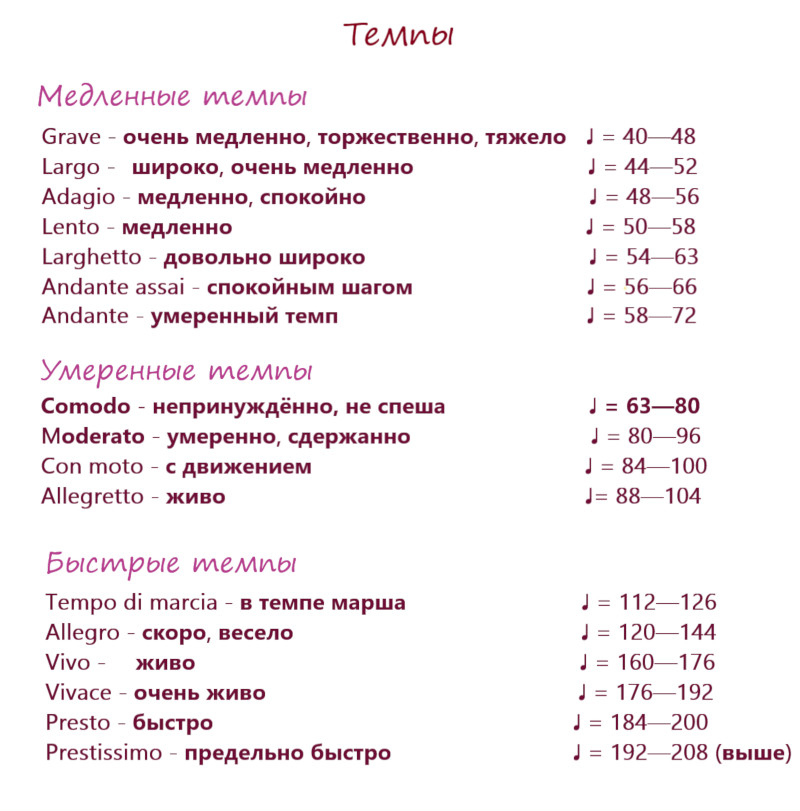 Темпы
Медленные темпы
Grave - очень медленно, торжественно, тяжело ♩ = 40—48
Largo - широко, очень медленно ♩ = 44—52
Adagio - медленно, спокойно ♩ = 48—56
Lento - медленно ♩ = 50—58
Larghetto - довольно широко ♩ = 54—63
Andante assai - спокойным шагом ♩ = 56—66
Andante - умеренный темп ♩ = 58—72
Умеренные темпы
Comodo - непринуждённо, не спеша ♩ = 63—80
Moderato - умеренно, сдержанно ♩ = 80—96
Con moto - с движением ♩ = 84—100
Allegretto - живо ♩= 88—104
Быстрые темпы
Tempo di marcia - в темпе марша ♩ = 112—126
Allegro - скоро, весело ♩ = 120—144
Vivo - живо ♩ = 160—176
Vivace - очень живо ♩ = 176—192
Presto - быстро ♩ = 184—200
Prestissimo - предельно быстро ♩ = 192—208 (выше)